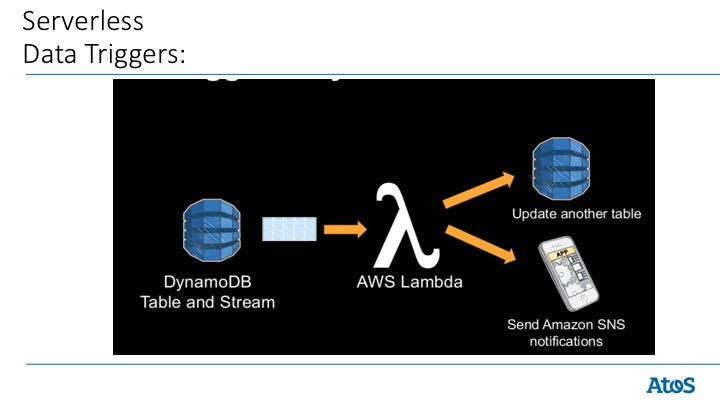 Serverless
Data Triggers:
Update another table
APP
DynamoDB
Table and Stream
AWS Lambda
Send Amazon SNS
notifications
Atos